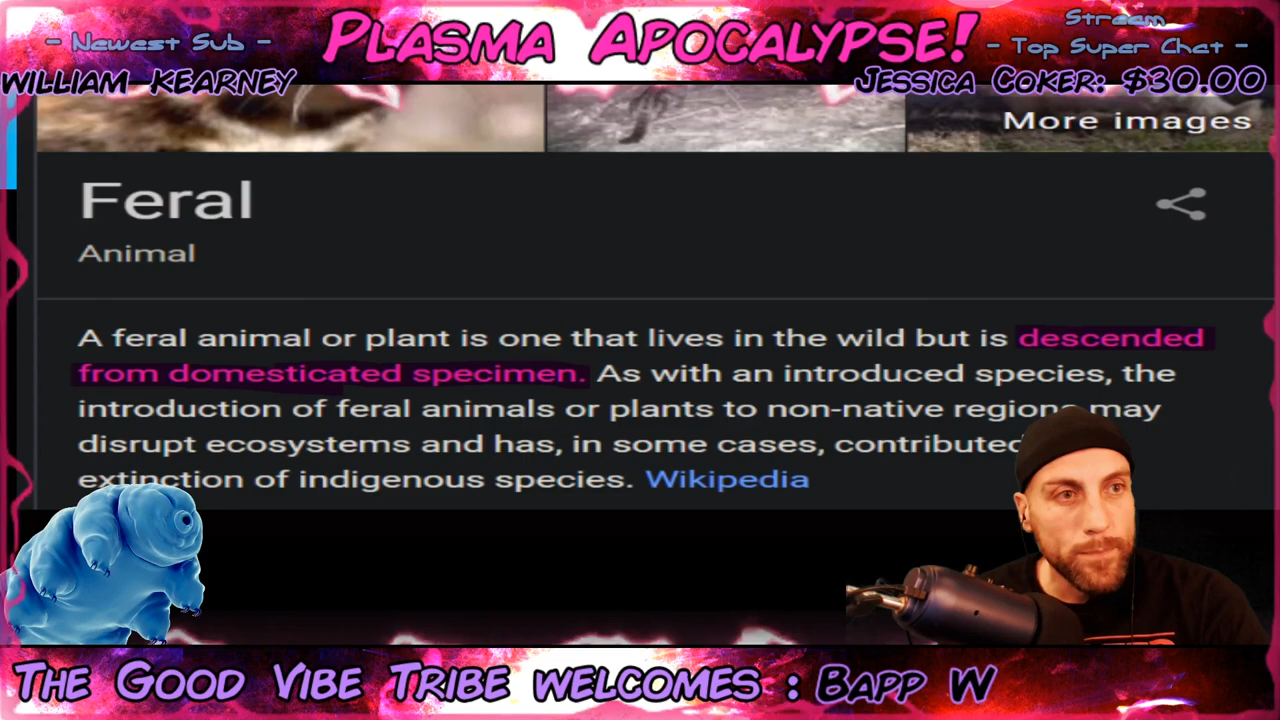 - Newest Sub -
WILLIAM KEARNEY
PLASMA APOCALYPSE!
Stream
- Top Super Chat -
JESSICA COKER: $30.00
More images
Feral
Animal
A feral animal or plant is one that lives in the wild but is descended
from domesticated specimen. As with an introduced species, the
introduction of feral animals or plants to non-native regions may
disrupt ecosystems and has, in some cases, contributed
extinction of indigenous species. Wikipedia
THE GOOD VIBE TRIBE WELCOMES : BAPP W